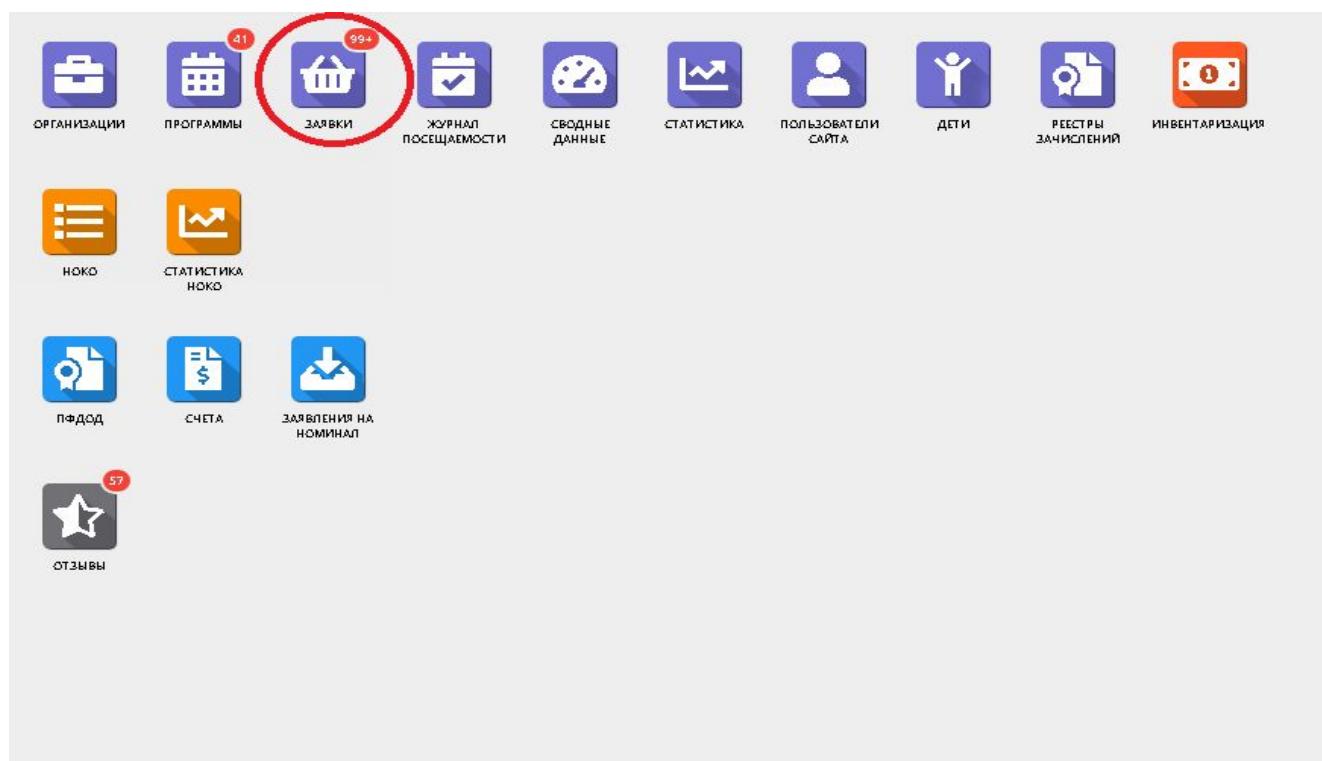 41
99+
ОРГАНИЗАЦИИ
ПРОГРАММЫ
ЗАЯВКИ
ЖУРНАЛ
ПОСЕЩАЕМОСТИ
СВОДНЫЕ
ДАННЫЕ
СТАТИСТИКА
ПОЛЬЗОВАТЕЛИ
САЙТА
ДЕТИ
РЕЕСТРЫ
ЗАЧИСЛЕНИЙ
1
ИНВЕНТАРИЗАЦИЯ
НОКО
СТАТИСТИКА
НОКО
ПФДОД
$
СЧЕТА
ЗАЯВЛЕНИЯ НА
НОМИНАЛ
57
ОТЗЫВЫ